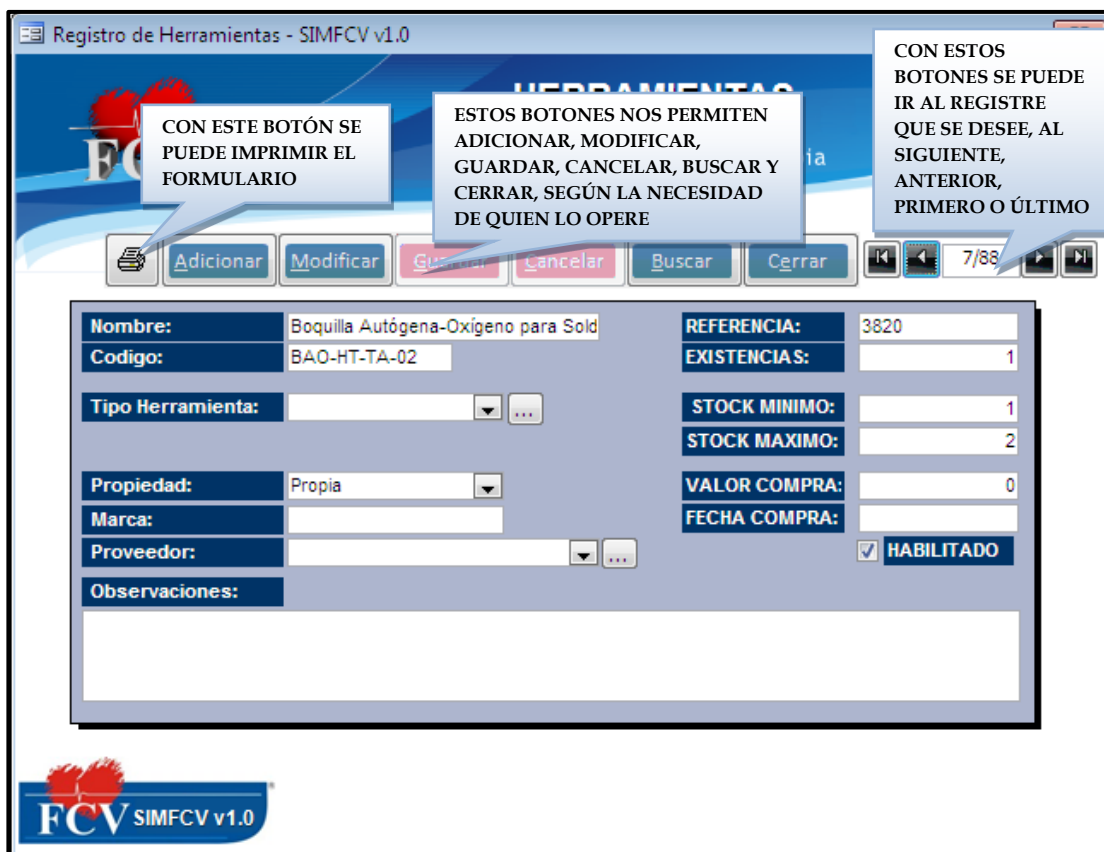 Registro de Herramientas - SIMFCV v1.0
HERRAMIENTAS
CON ESTE BOTÓN SE
PUEDE IMPRIMIR EL
FORMULARIO
ESTOS BOTONES NOS PERMITEN
ADICIONAR, MODIFICAR,
GUARDAR, CANCELAR, BUSCAR Y
CERRAR, SEGÚN LA NECESIDAD
DE QUIEN LO OPERE
CON ESTOS
BOTONES SE PUEDE
IR AL REGISTRE
QUE SE DESEE, AL
SIGUIENTE,
ANTERIOR,
PRIMERO O ÚLTIMO
Adicionar Modificar Guardar Cancelar Buscar Cerrar 7/88
Nombre: Boquilla Autógena-Oxígeno para Sold REFERENCIA: 3820
Codigo: BAO-HT-TA-02 EXISTENCIAS: 1
Tipo Herramienta: ... STOCK MINIMO: 1
STOCK MAXIMO: 2
Propiedad: Propia VALOR COMPRA: 0
Marca: FECHA COMPRA:
Proveedor: ... HABILITADO
Observaciones:
FCV SIMFCV v1.0